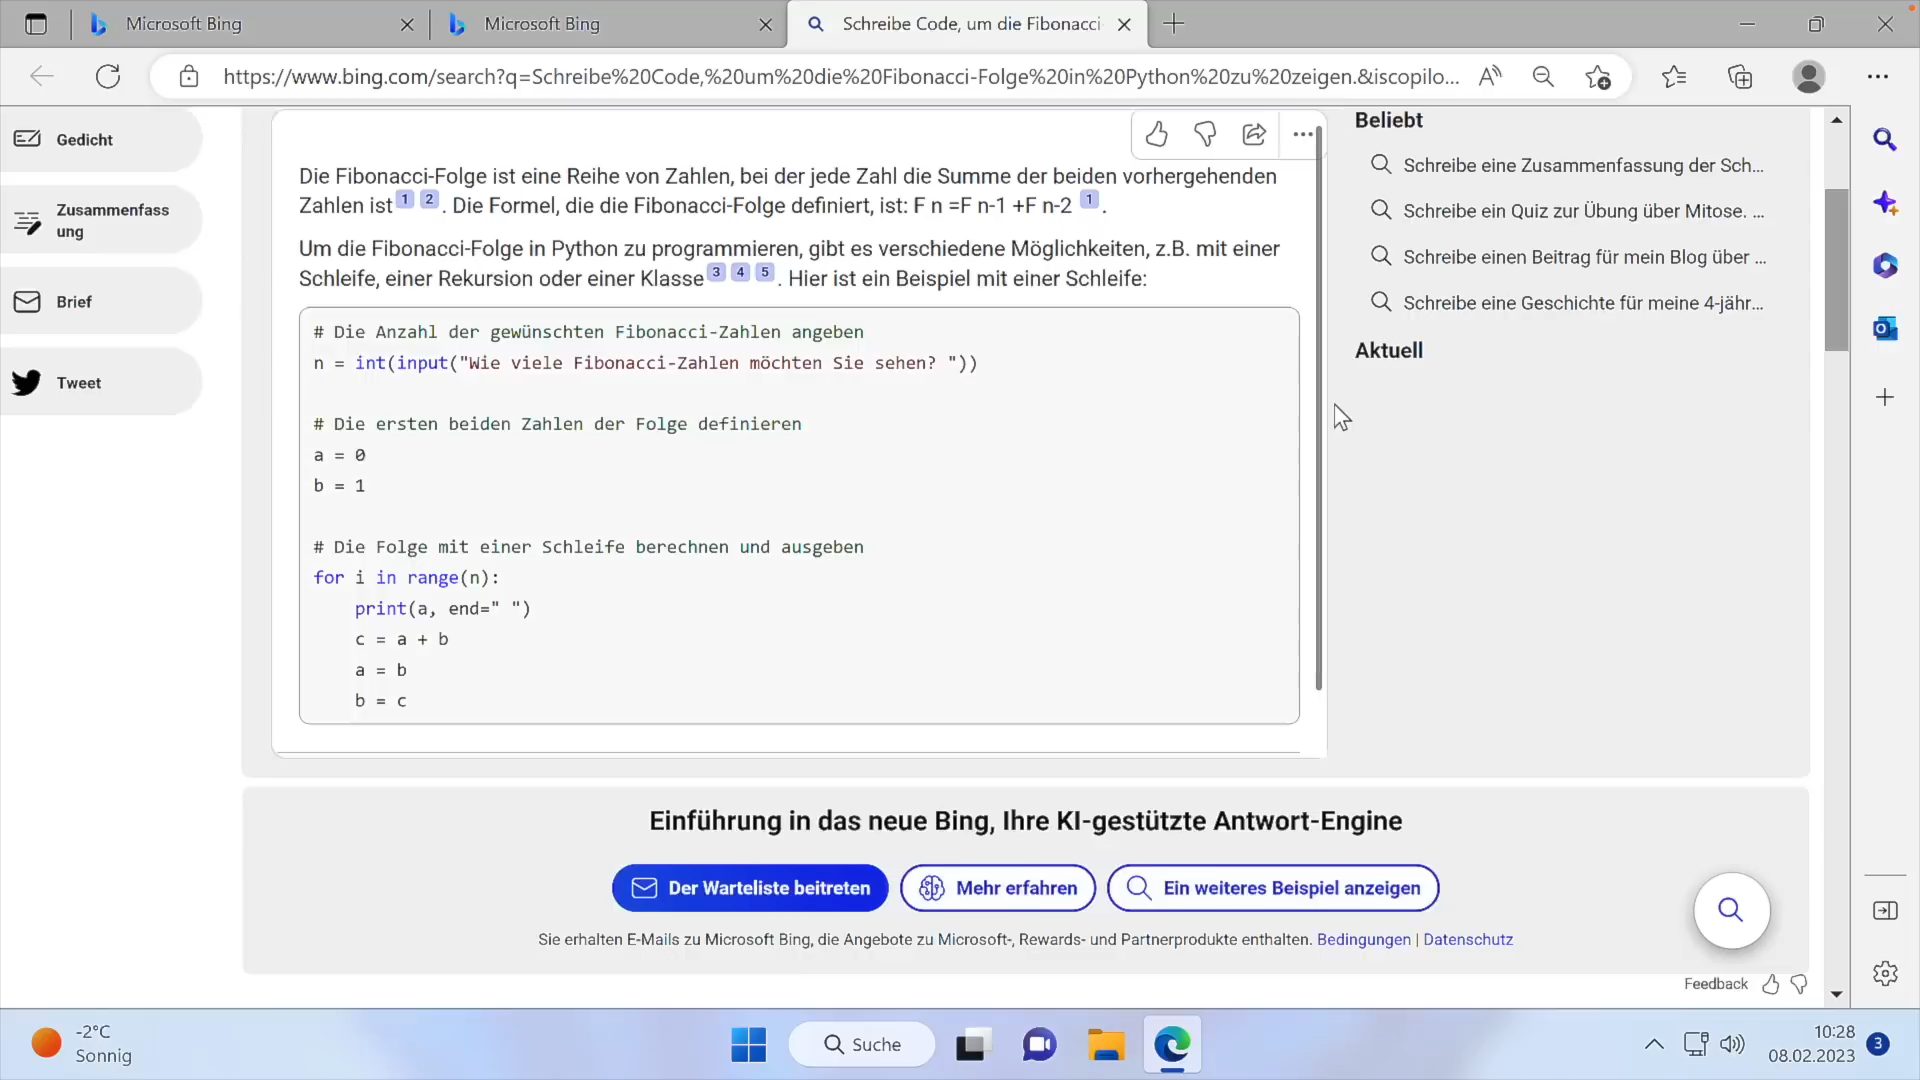 Microsoft Bing
Microsoft Bing
Schreibe Code, um die Fibonacci-
https://www.bing.com/search?q=Schreibe%20Code,%20um%20die%20Fibonacci-Folge%20in%20Python%20zu%20zeigen.&iscopilo...
Gedicht
Zusammenfass
ung
Brief
Tweet
Die Fibonacci-Folge ist eine Reihe von Zahlen, bei der jede Zahl die Summe der beiden vorhergehenden
Zahlen ist 1 2 . Die Formel, die die Fibonacci-Folge definiert, ist: F n =F n-1 +F n-2 1 .
Um die Fibonacci-Folge in Python zu programmieren, gibt es verschiedene Möglichkeiten, z.B. mit einer
Schleife, einer Rekursion oder einer Klasse 3 4 5 . Hier ist ein Beispiel mit einer Schleife:
# Die Anzahl der gewünschten Fibonacci-Zahlen angeben
n = int(input("Wie viele Fibonacci-Zahlen möchten Sie sehen? "))
# Die ersten beiden Zahlen der Folge definieren
a = 0
b = 1
# Die Folge mit einer Schleife berechnen und ausgeben
for i in range(n):
    print(a, end=" ")
    c = a + b
    a = b
    b = c
Beliebt
Schreibe eine Zusammenfassung der Sch...
Schreibe ein Quiz zur Übung über Mitose. ...
Schreibe einen Beitrag für mein Blog über ...
Schreibe eine Geschichte für meine 4-jähr...
Aktuell
Einführung in das neue Bing, Ihre KI-gestützte Antwort-Engine
Der Warteliste beitreten
Mehr erfahren
Ein weiteres Beispiel anzeigen
Sie erhalten E-Mails zu Microsoft Bing, die Angebote zu Microsoft-, Rewards- und Partnerprodukte enthalten. Bedingungen | Datenschutz
Feedback
-2°C
Sonnig
Suche
10:28
08.02.2023
3